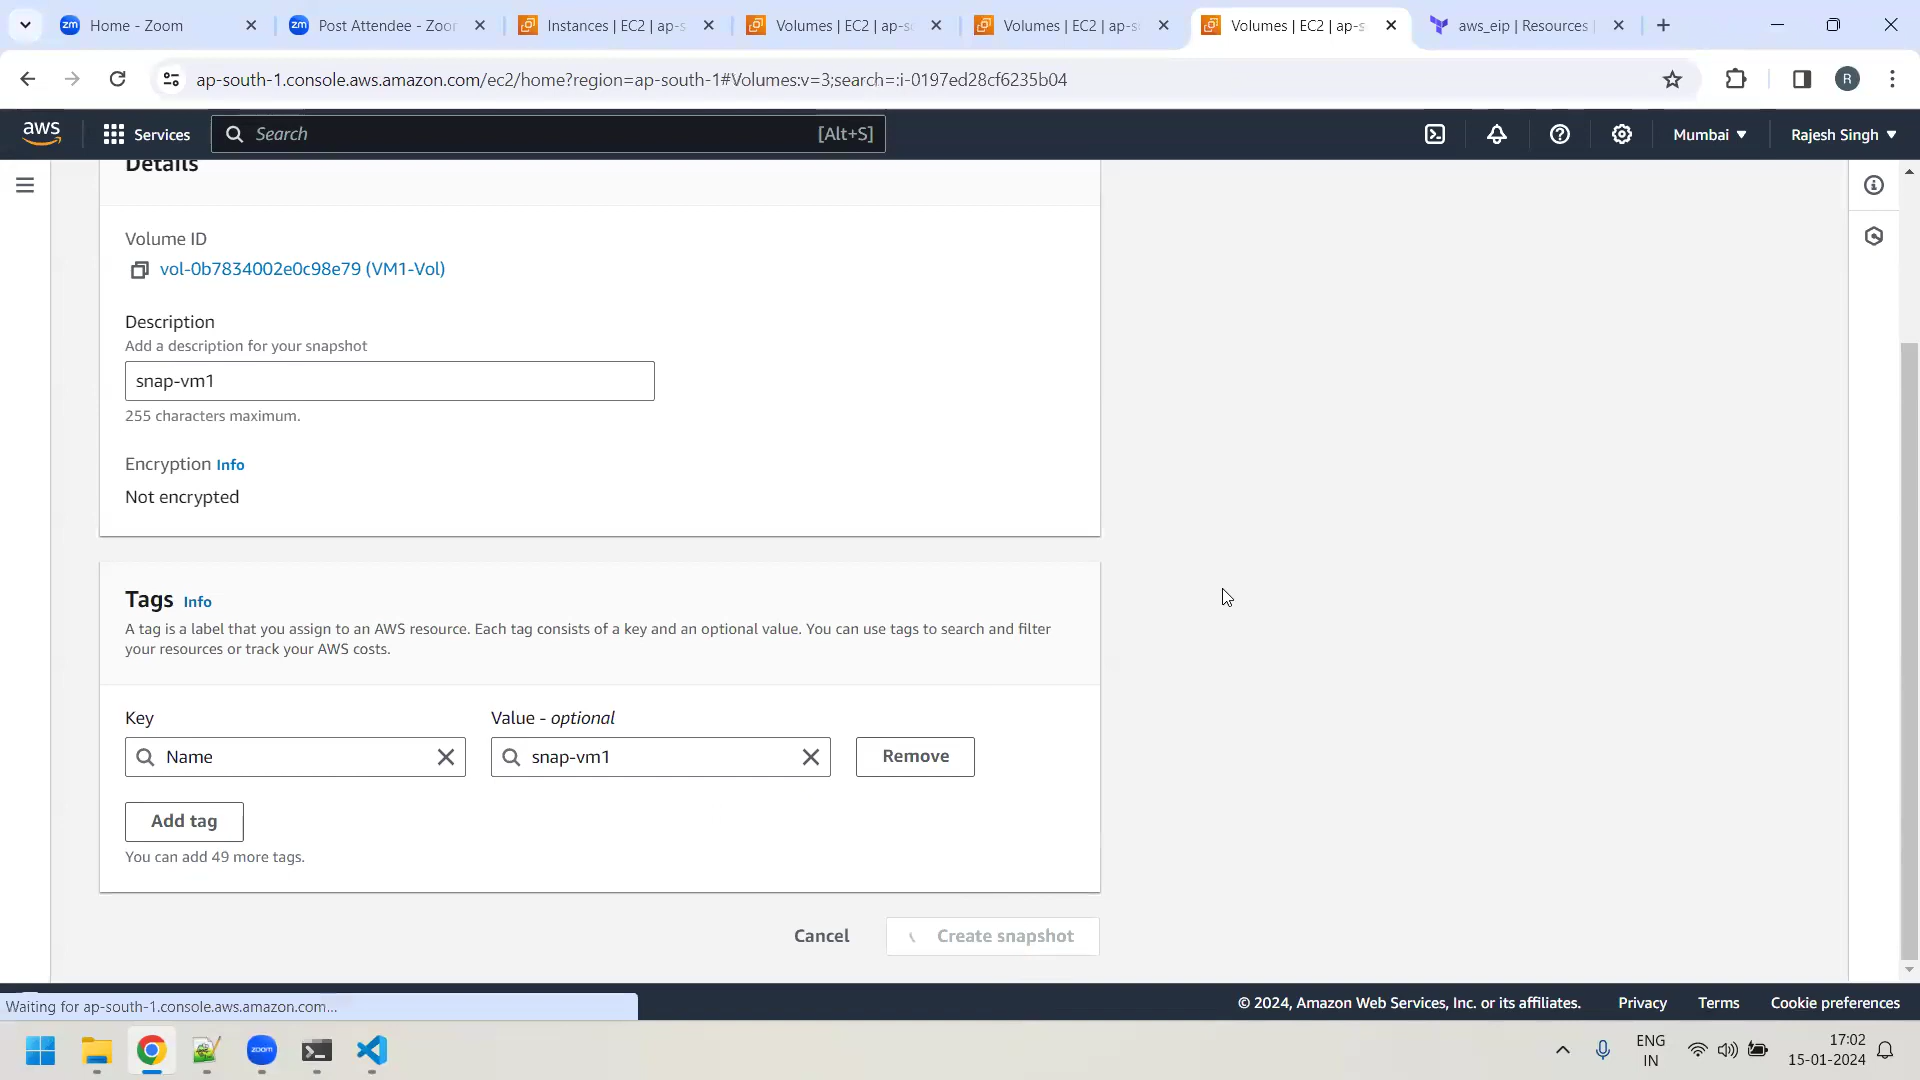 Home - Zoom
Post Attendee - Zoom
Instances | EC2 | ap-s
Volumes | EC2 | ap-s
Volumes | EC2 | ap-s
Volumes | EC2 | ap-s
aws_eip | Resources |
ap-south-1.console.aws.amazon.com/ec2/home?region=ap-south-1#Volumes:v=3;search=:i-0197ed28cf6235b04
R
aws
Services
Search
[Alt+S]
Mumbai
Rajesh Singh
Details
Volume ID
vol-0b7834002e0c98e79 (VM1-Vol)
Description
Add a description for your snapshot
snap-vm1
255 characters maximum.
Encryption Info
Not encrypted
Tags Info
A tag is a label that you assign to an AWS resource. Each tag consists of a key and an optional value. You can use tags to search and filter
your resources or track your AWS costs.
Key
Value - optional
Name
snap-vm1
Remove
Add tag
You can add 49 more tags.
Cancel
Create snapshot
Waiting for ap-south-1.console.aws.amazon.com...
© 2024, Amazon Web Services, Inc. or its affiliates.
Privacy
Terms
Cookie preferences
zoom
ENG
IN
17:02
15-01-2024